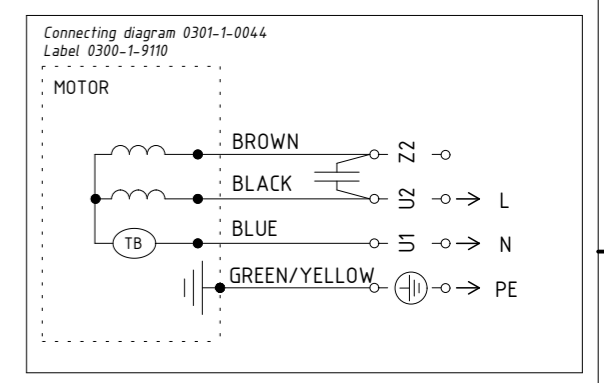 Connecting diagram 0301-1-0044
Label 0300-1-9110
MOTOR
BROWN
Z2
BLACK
U2
L
BLUE
TB
U1
N
GREEN/YELLOW
PE